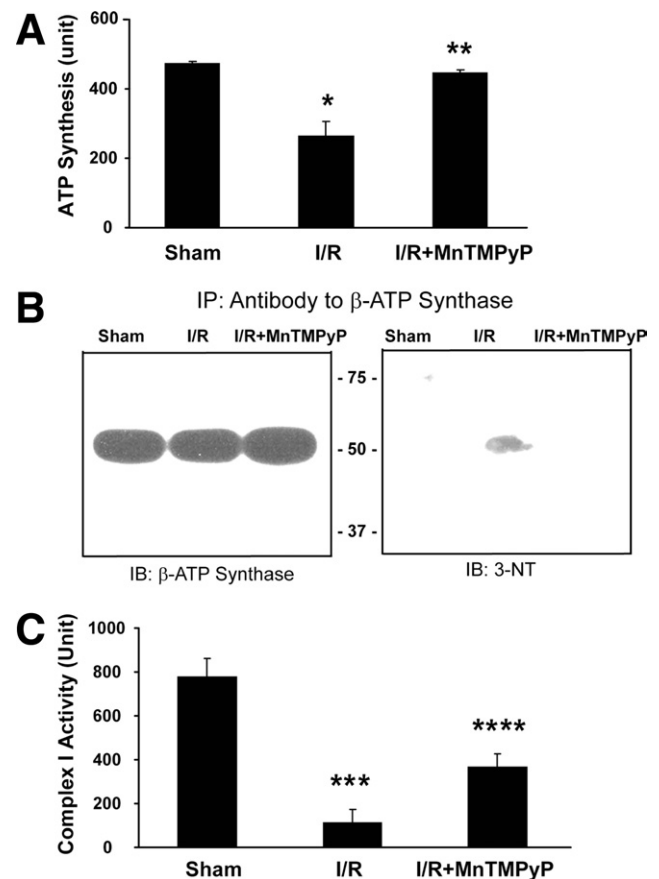 A
ATP Synthesis (unit)
600
400
200
0
*
**
Sham I/R I/R+MnTMPyP
B
IP: Antibody to β-ATP Synthase
Sham I/R I/R+MnTMPyP Sham I/R I/R+MnTMPyP
- 75 -
- 50 -
- 37 -
IB: β-ATP Synthase IB: 3-NT
C
Complex I Activity (Unit)
1000
800
600
400
200
0
***
****
Sham I/R I/R+MnTMPyP